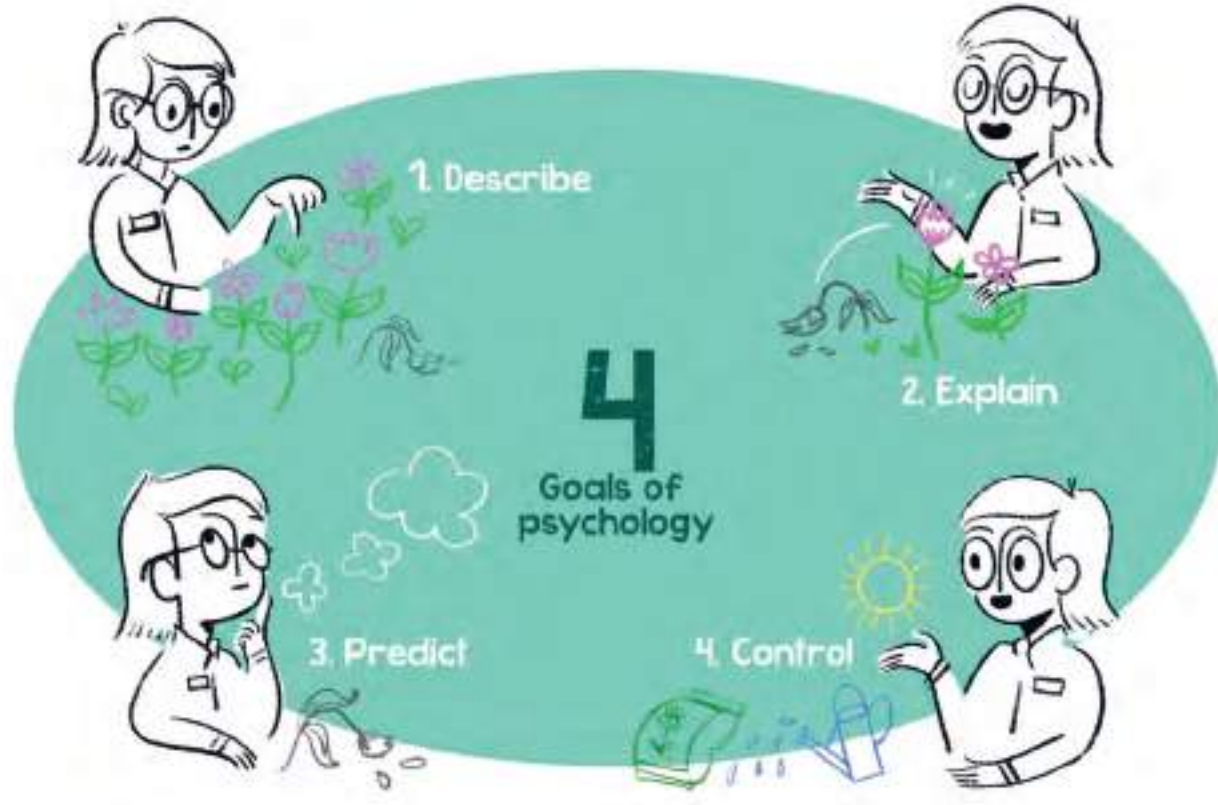 1. Describe
2. Explain
4
Goals of
psychology
3. Predict
4. Control